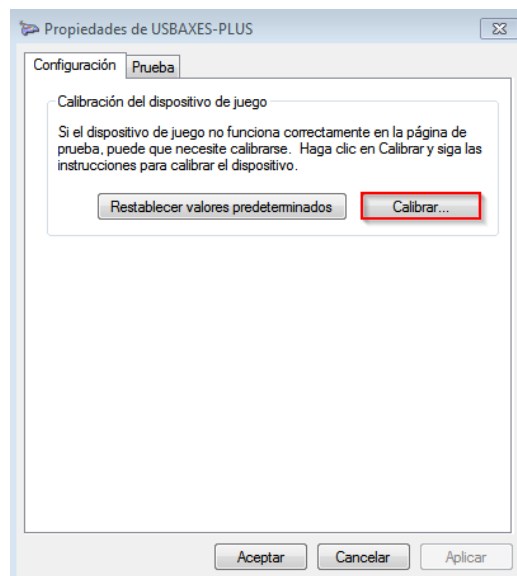 Propiedades de USBAXES-PLUS
Configuración Prueba
Calibración del dispositivo de juego
Si el dispositivo de juego no funciona correctamente en la página de
prueba, puede que necesite calibrarse.  Haga clic en Calibrar y siga las
instrucciones para calibrar el dispositivo.
Restablecer valores predeterminados Calibrar...
Aceptar Cancelar Aplicar